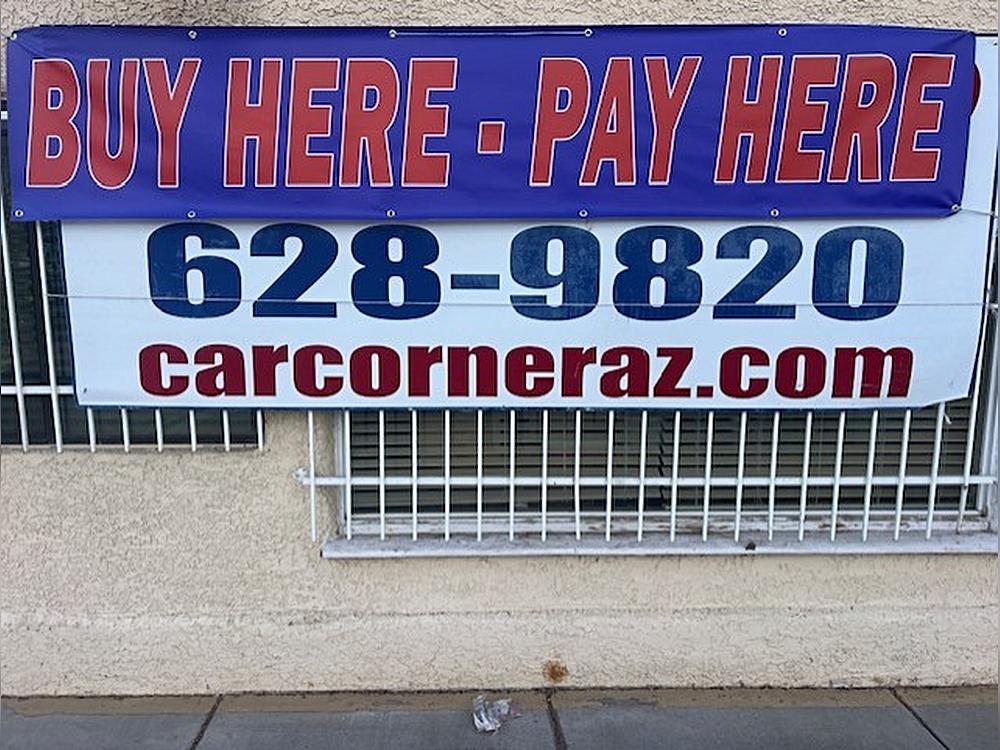 BUY HERE - PAY HERE
628-9820
carcorneraz.com